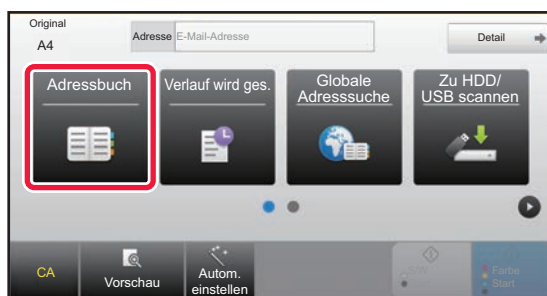 Original
A4
Adresse E-Mail-Adresse
Detail
Adressbuch
Verlauf wird ges.
Globale
Adresssuche
Zu HDD/
USB scannen
CA
Vorschau
Autom.
einstellen
Farbe
Start